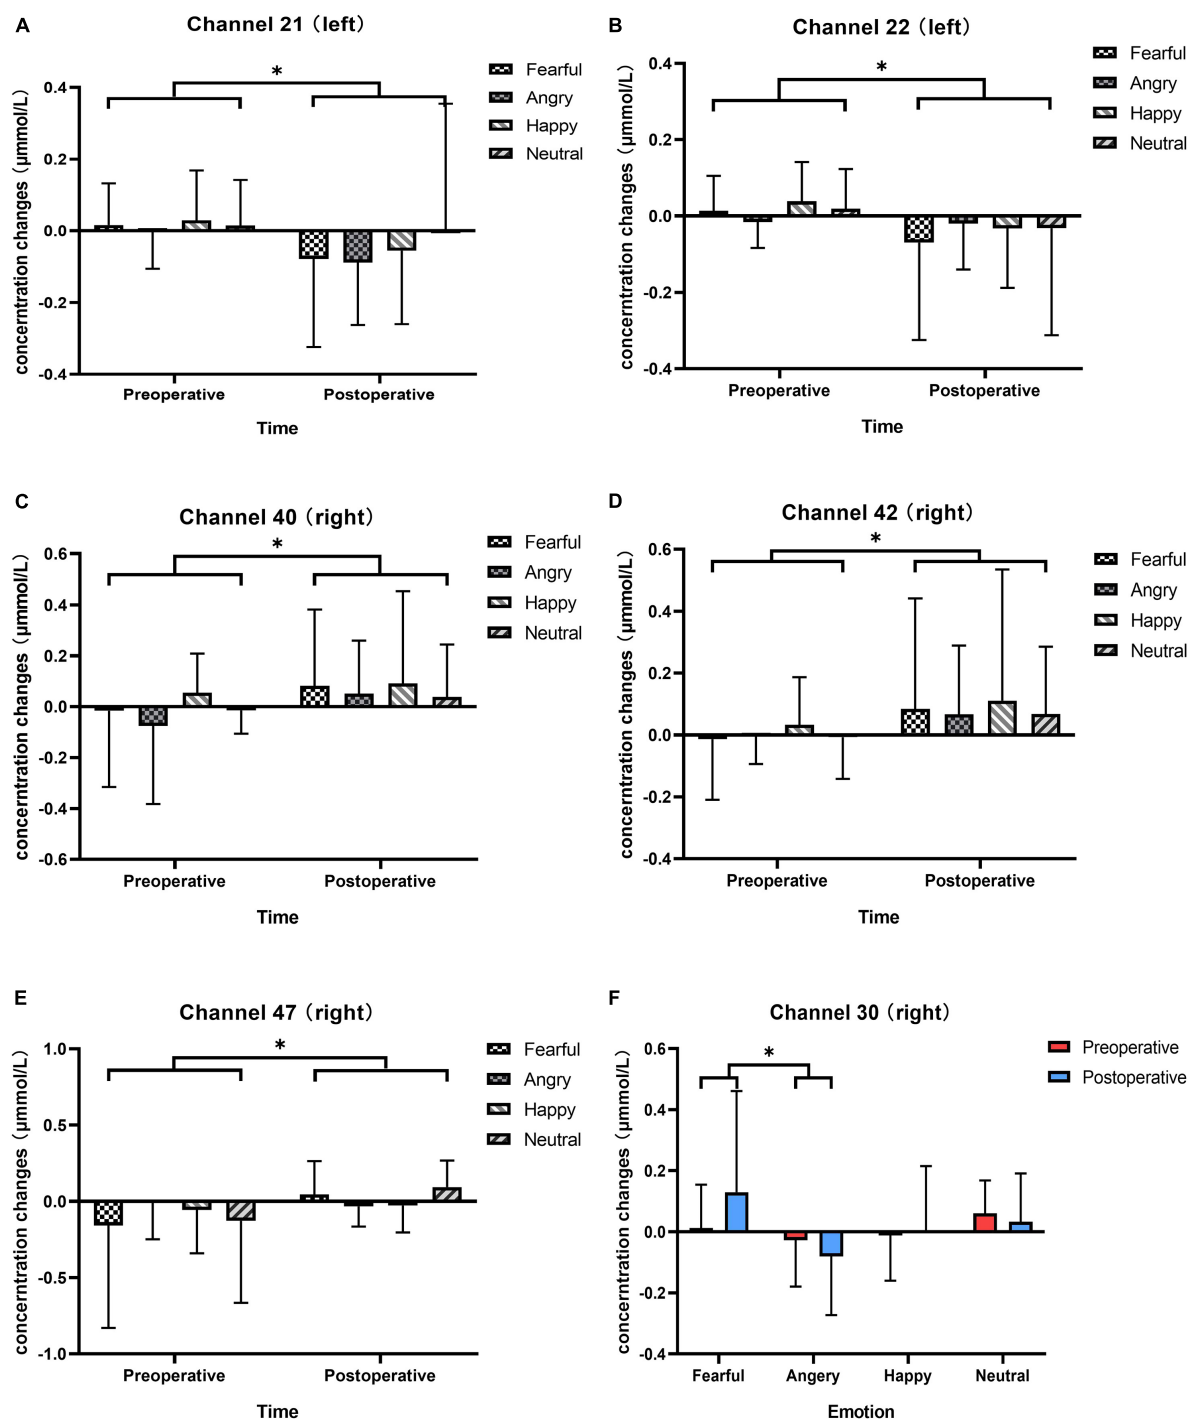 A
Channel 21（left）
*
Fearful
Angry
Happy
Neutral
concerntration changes（μmmol/L）
0.4
0.2
0.0
-0.2
-0.4
Preoperative Postoperative
Time
B
Channel 22（left）
*
Fearful
Angry
Happy
Neutral
concerntration changes（μmmol/L）
0.4
0.2
0.0
-0.2
-0.4
Preoperative Postoperative
Time
C
Channel 40（right）
*
Fearful
Angry
Happy
Neutral
concerntration changes（μmmol/L）
0.6
0.4
0.2
0.0
-0.2
-0.4
-0.6
Preoperative Postoperative
Time
D
Channel 42（right）
*
Fearful
Angry
Happy
Neutral
concerntration changes（μmmol/L）
0.6
0.4
0.2
0.0
-0.2
-0.4
Preoperative Postoperative
Time
E
Channel 47（right）
*
Fearful
Angry
Happy
Neutral
concerntration changes（μmmol/L）
1.0
0.5
0.0
-0.5
-1.0
Preoperative Postoperative
Time
F
Channel 30（right）
*
Preoperative
Postoperative
concerntration changes（μmmol/L）
0.6
0.4
0.2
0.0
-0.2
-0.4
Fearful Angery Happy Neutral
Emotion